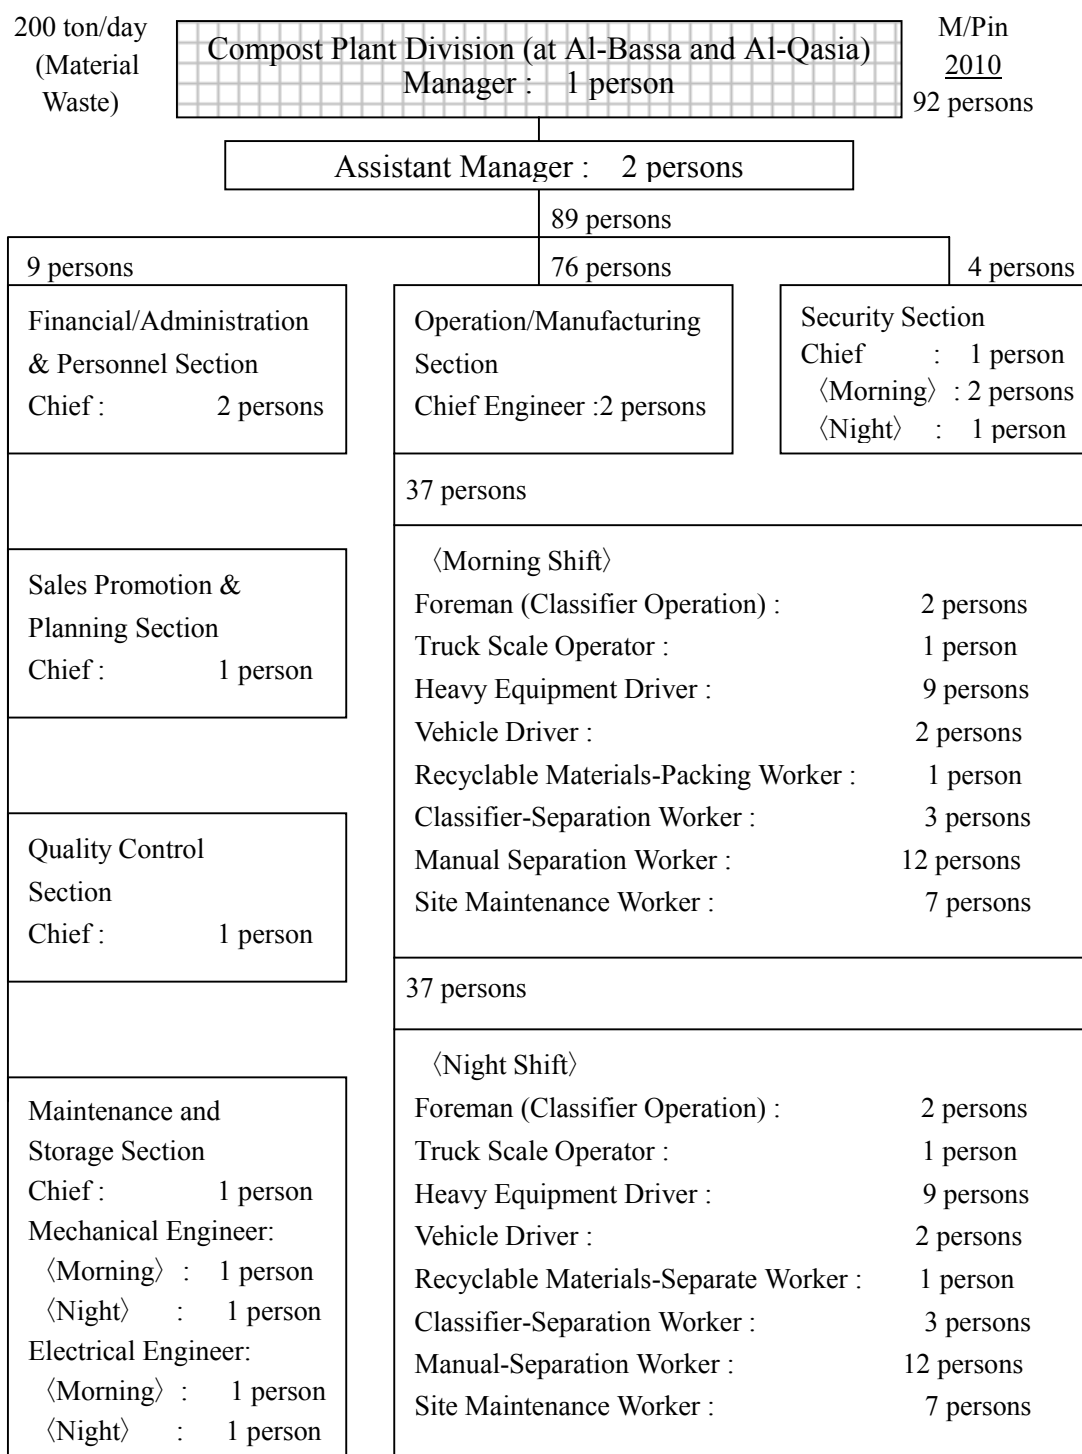 200 ton/day
(Material
Waste)
Compost Plant Division (at Al-Bassa and Al-Qasia)
Manager : 1 person
M/Pin
2010
92 persons
Assistant Manager : 2 persons
89 persons
9 persons
76 persons
4 persons
Financial/Administration
& Personnel Section
Chief : 2 persons
Operation/Manufacturing
Section
Chief Engineer :2 persons
Security Section
Chief : 1 person
〈Morning〉 : 2 persons
〈Night〉 : 1 person
37 persons
Sales Promotion &
Planning Section
Chief : 1 person
Quality Control
Section
Chief : 1 person
〈Morning Shift〉
Foreman (Classifier Operation) : 2 persons
Truck Scale Operator : 1 person
Heavy Equipment Driver : 9 persons
Vehicle Driver : 2 persons
Recyclable Materials-Packing Worker : 1 person
Classifier-Separation Worker : 3 persons
Manual Separation Worker : 12 persons
Site Maintenance Worker : 7 persons
37 persons
Maintenance and
Storage Section
Chief : 1 person
Mechanical Engineer:
〈Morning〉 : 1 person
〈Night〉 : 1 person
Electrical Engineer:
〈Morning〉 : 1 person
〈Night〉 : 1 person
〈Night Shift〉
Foreman (Classifier Operation) : 2 persons
Truck Scale Operator : 1 person
Heavy Equipment Driver : 9 persons
Vehicle Driver : 2 persons
Recyclable Materials-Separate Worker : 1 person
Classifier-Separation Worker : 3 persons
Manual-Separation Worker : 12 persons
Site Maintenance Worker : 7 persons